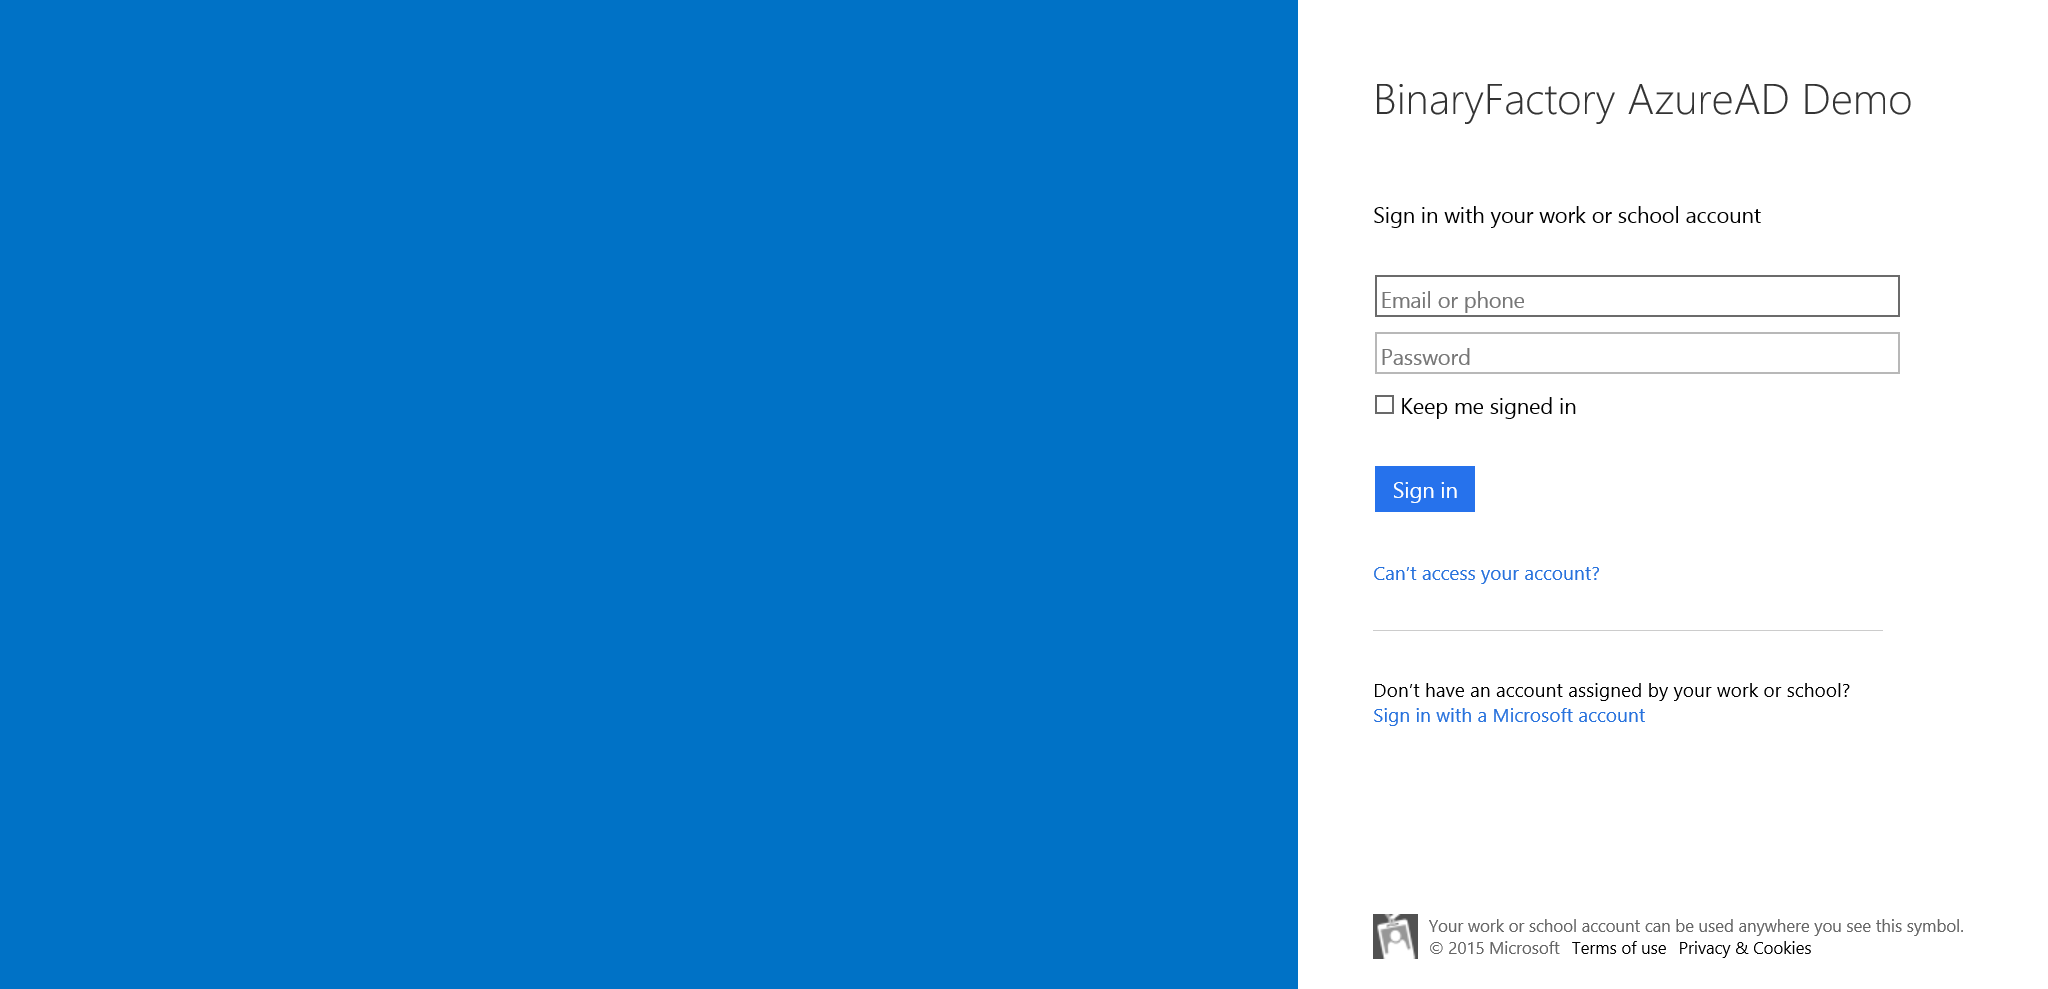 BinaryFactory AzureAD Demo
Sign in with your work or school account
Email or phone
Password
Keep me signed in
Sign in
Can't access your account?
Don't have an account assigned by your work or school?
Sign in with a Microsoft account
Your work or school account can be used anywhere you see this symbol.
© 2015 Microsoft Terms of use Privacy & Cookies